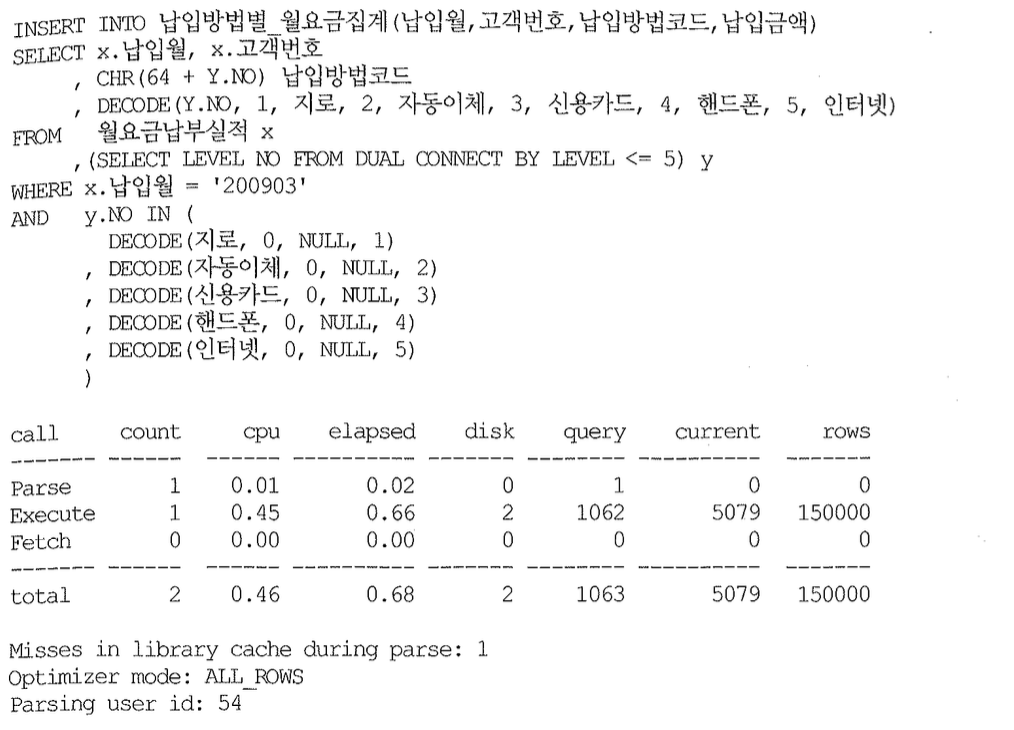 INSERT INTO 납입방법별_월요금집계(납입월,고객번호,납입방법코드,납입금액)
SELECT x.납입월, x.고객번호
, CHR(64 + Y.NO) 납입방법코드
, DECODE(Y.NO, 1, 지로, 2, 자동이체, 3, 신용카드, 4, 핸드폰, 5, 인터넷)
FROM 월요금납부실적 x
,(SELECT LEVEL NO FROM DUAL CONNECT BY LEVEL <= 5) y
WHERE x.납입월 = '200903'
AND y.NO IN (
DECODE(지로, 0, NULL, 1)
, DECODE(자동이체, 0, NULL, 2)
, DECODE(신용카드, 0, NULL, 3)
, DECODE(핸드폰, 0, NULL, 4)
, DECODE(인터넷, 0, NULL, 5)
)
call count cpu elapsed disk query current rows
------- ------ ------ ---------- ------- -------- ---------- -------
Parse 1 0.01 0.02 0 1 0 0
Execute 1 0.45 0.66 2 1062 5079 150000
Fetch 0 0.00 0.00 0 0 0 0
------- ------ ------ ---------- ------- -------- ---------- -------
total 2 0.46 0.68 2 1063 5079 150000
Misses in library cache during parse: 1
Optimizer mode: ALL_ROWS
Parsing user id: 54